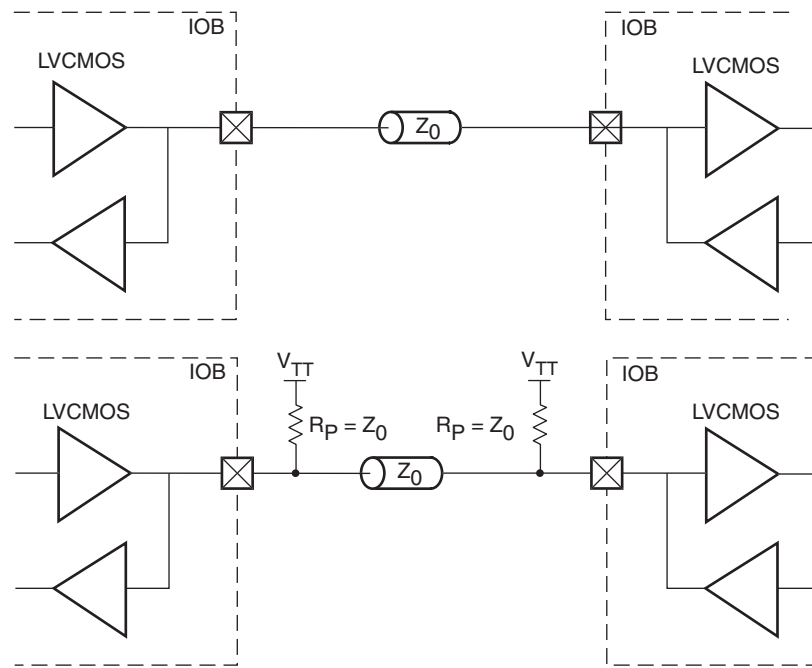 IOB
IOB
LVCMOS
LVCMOS
Z0
IOB
VTT
VTT
IOB
LVCMOS
RP = Z0
RP = Z0
LVCMOS
Z0